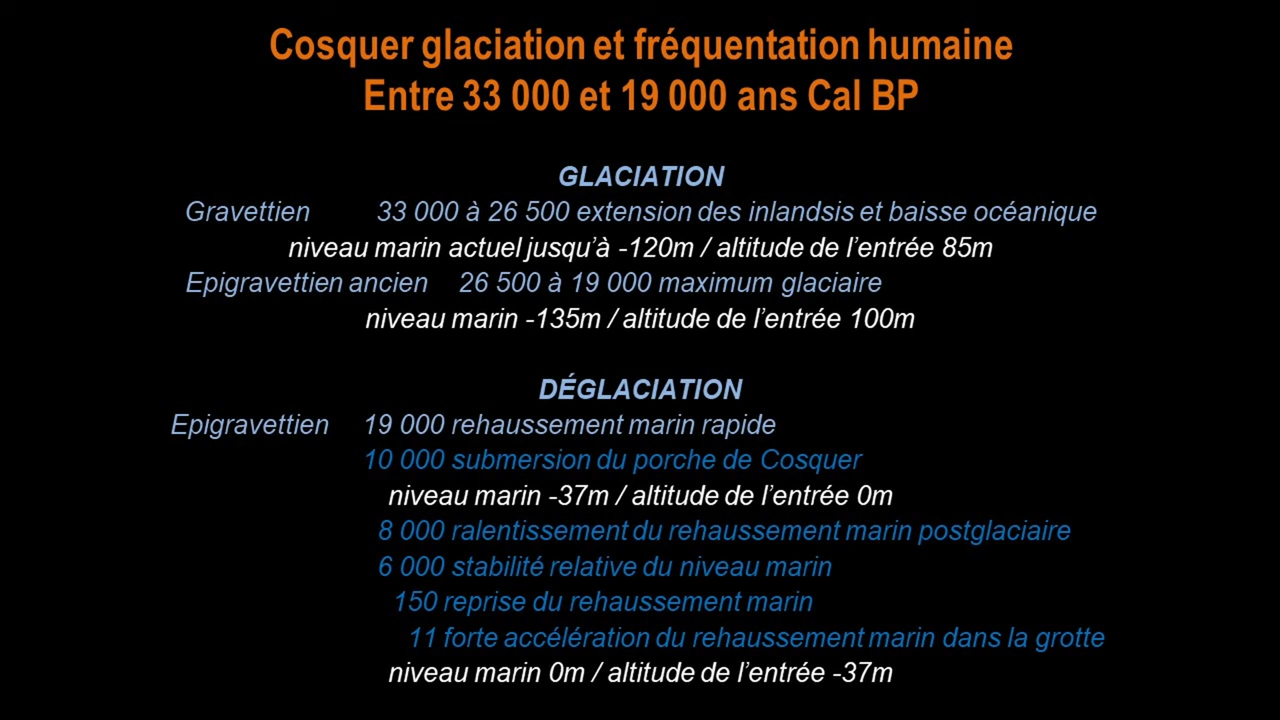 Cosquer glaciation et fréquentation humaine
Entre 33 000 et 19 000 ans Cal BP
GLACIATION
Gravettien 33 000 à 26 500 extension des inlandsis et baisse océanique
niveau marin actuel jusqu’à -120m / altitude de l’entrée 85m
Epigravettien ancien 26 500 à 19 000 maximum glaciaire
niveau marin -135m / altitude de l’entrée 100m
DÉGLACIATION
Epigravettien 19 000 rehaussement marin rapide
10 000 submersion du porche de Cosquer
niveau marin -37m / altitude de l’entrée 0m
8 000 ralentissement du rehaussement marin postglaciaire
6 000 stabilité relative du niveau marin
150 reprise du rehaussement marin
11 forte accélération du rehaussement marin dans la grotte
niveau marin 0m / altitude de l’entrée -37m